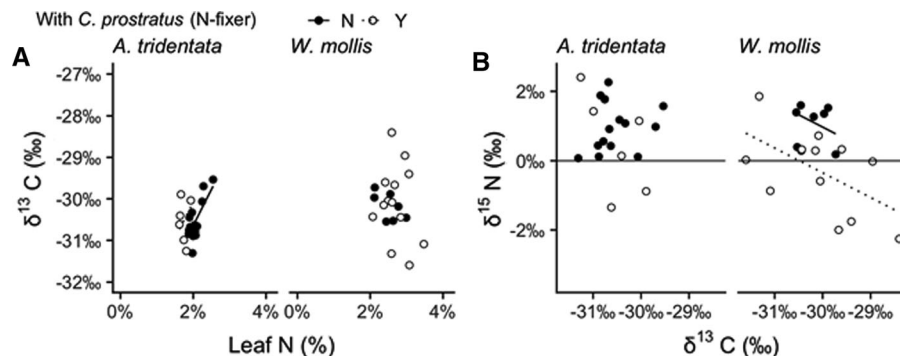 With C. prostratus (N-fixer) N Y
A
A. tridentata W. mollis
-27‰
-28‰
-29‰
-30‰
-31‰
-32‰
δ13 C (‰)
0% 2% 4% 0% 2% 4%
Leaf N (%)
B
A. tridentata W. mollis
2‰
0‰
-2‰
δ15 N (‰)
-31‰ -30‰ -29‰ -31‰ -30‰ -29‰
δ13 C (‰)